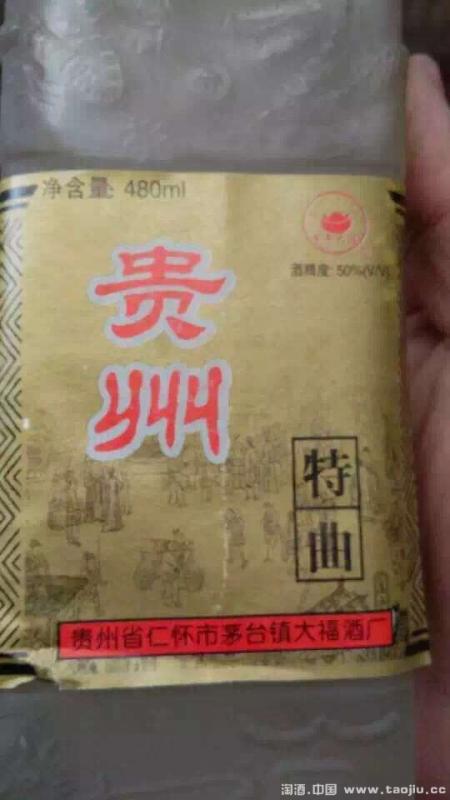 净含量: 480ml
酒精度: 50%(V/V)
贵州
特曲
贵州省仁怀市茅台镇大福酒厂
淘酒.中国 www.taojiu.cc